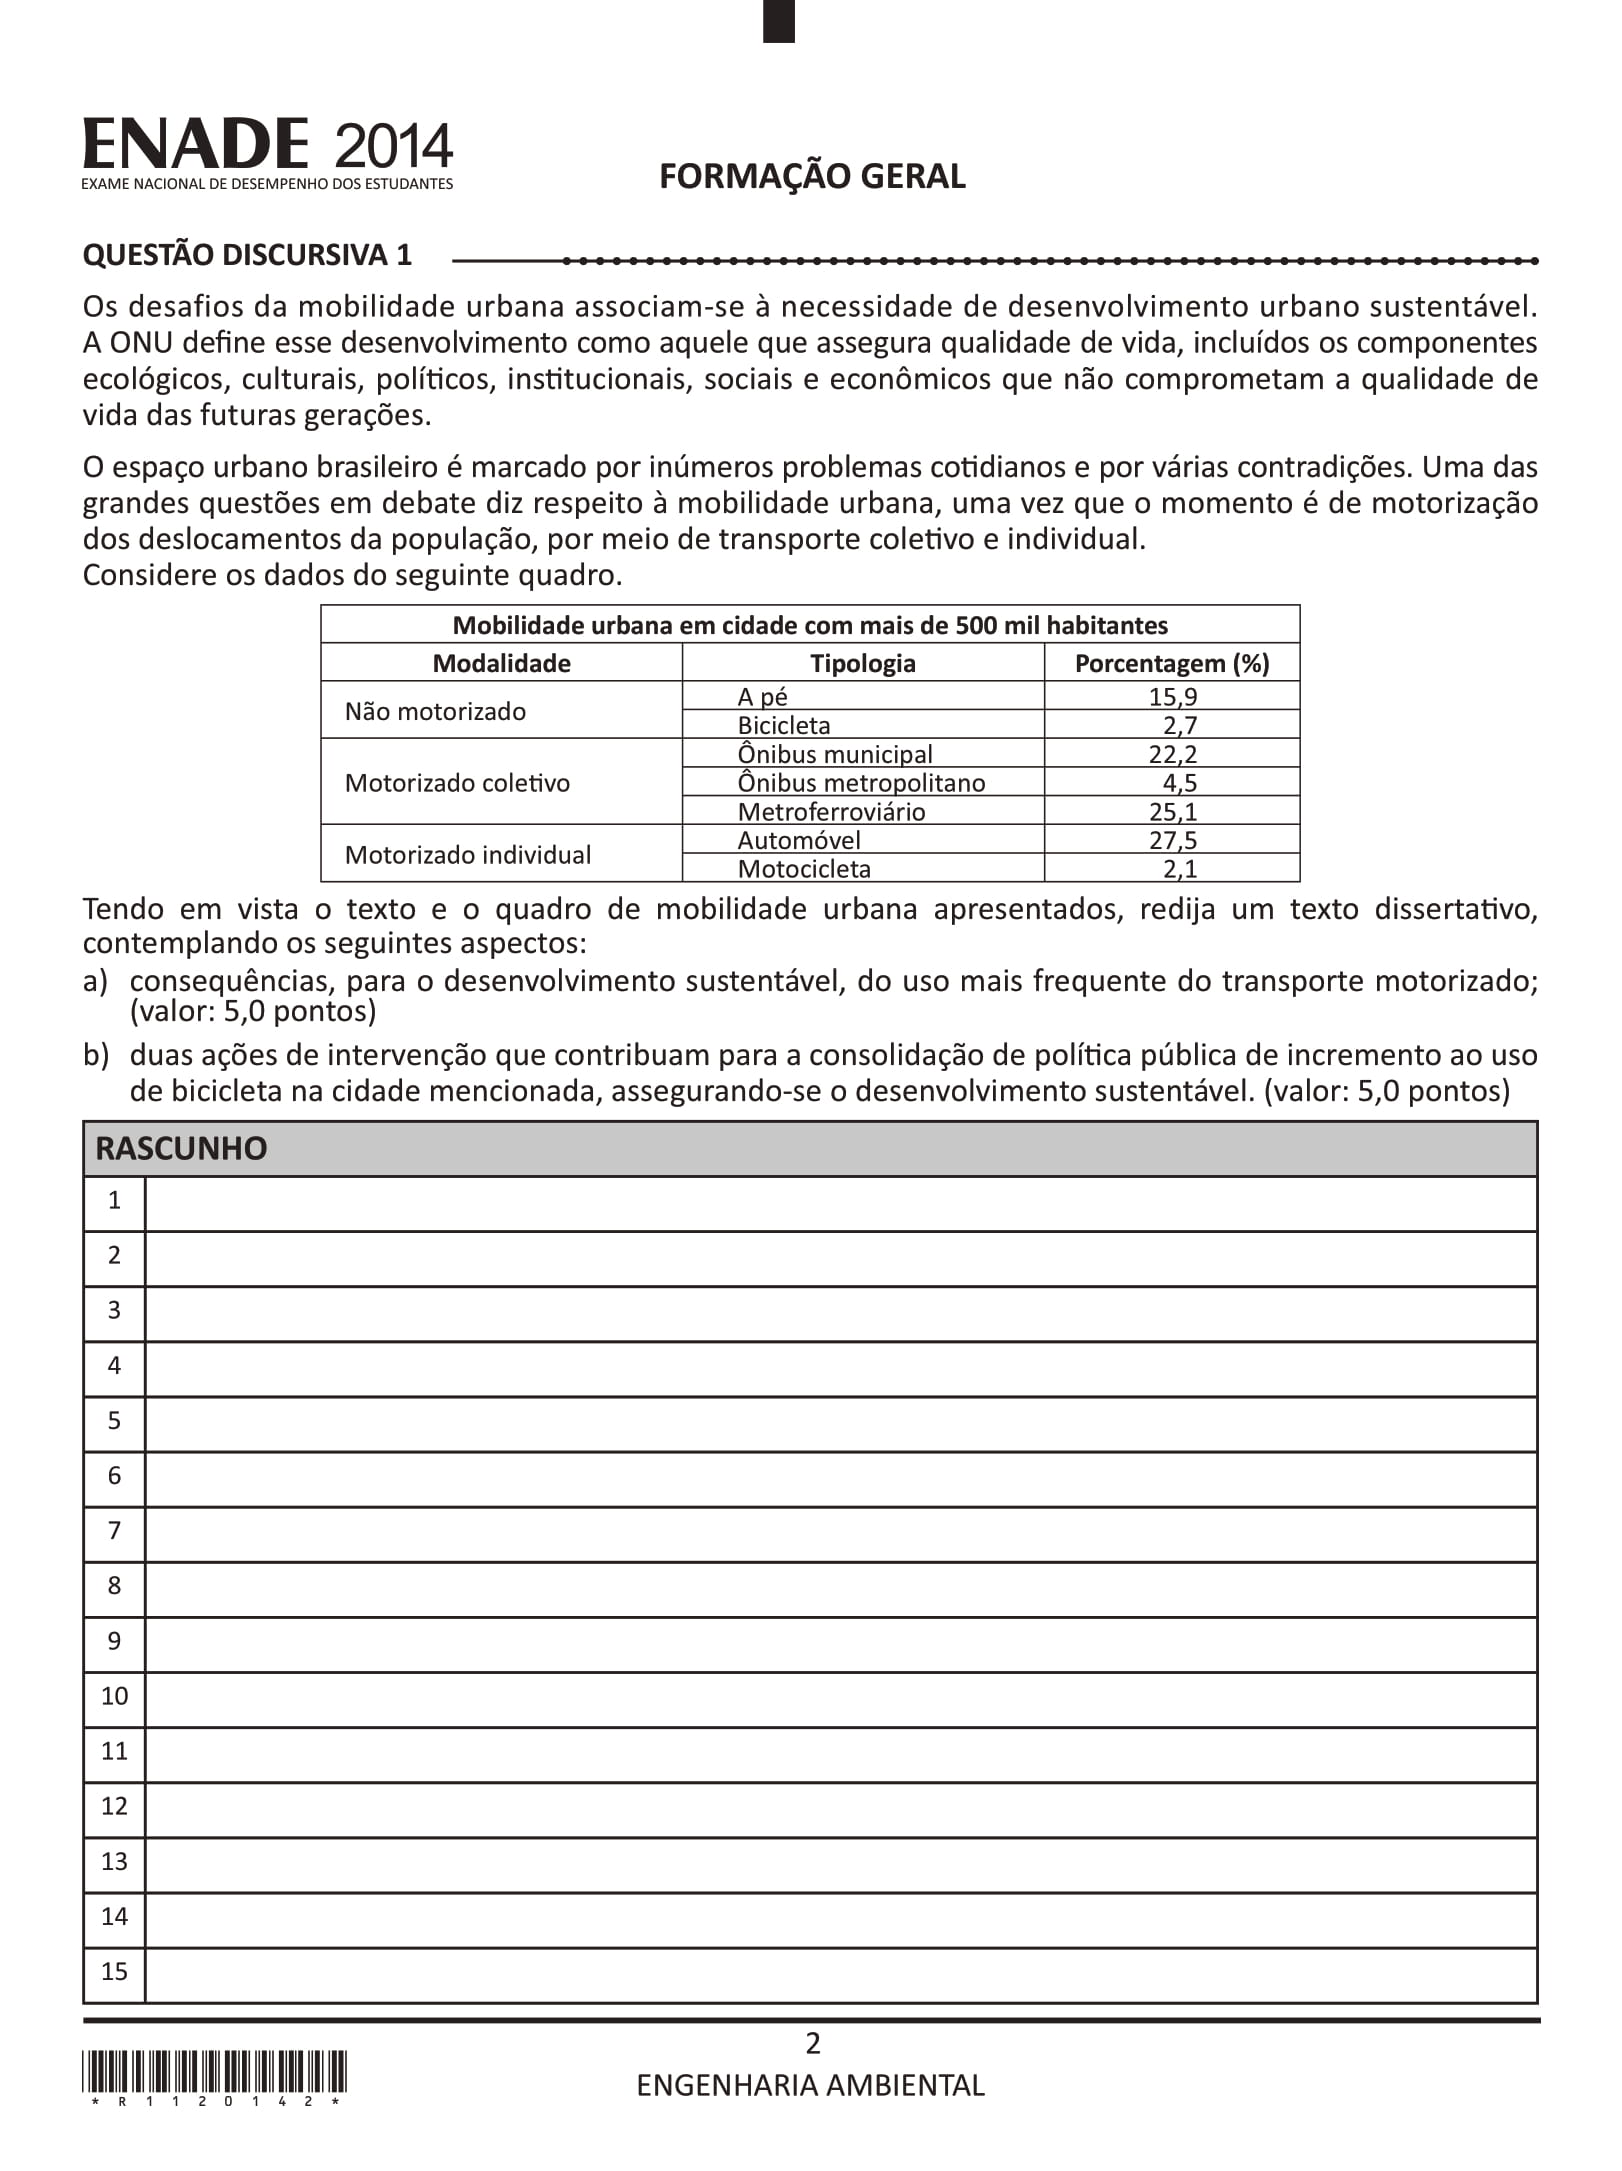 ENADE 2014
EXAME NACIONAL DE DESEMPENHO DOS ESTUDANTES
FORMAÇÃO GERAL
QUESTÃO DISCURSIVA 1
Os desafios da mobilidade urbana associam-se à necessidade de desenvolvimento urbano sustentável.
A ONU define esse desenvolvimento como aquele que assegura qualidade de vida, incluídos os componentes
ecológicos, culturais, políticos, institucionais, sociais e econômicos que não comprometam a qualidade de
vida das futuras gerações.
O espaço urbano brasileiro é marcado por inúmeros problemas cotidianos e por várias contradições. Uma das
grandes questões em debate diz respeito à mobilidade urbana, uma vez que o momento é de motorização
dos deslocamentos da população, por meio de transporte coletivo e individual.
Considere os dados do seguinte quadro.
Mobilidade urbana em cidade com mais de 500 mil habitantes
Modalidade Tipologia Porcentagem (%)
Não motorizado
A pé 15,9
Bicicleta 2,7
Motorizado coletivo
Ônibus municipal 22,2
Ônibus metropolitano 4,5
Metroferroviário 25,1
Motorizado individual
Automóvel 27,5
Motocicleta 2,1
Tendo em vista o texto e o quadro de mobilidade urbana apresentados, redija um texto dissertativo,
contemplando os seguintes aspectos:
a) consequências, para o desenvolvimento sustentável, do uso mais frequente do transporte motorizado;
(valor: 5,0 pontos)
b) duas ações de intervenção que contribuam para a consolidação de política pública de incremento ao uso
de bicicleta na cidade mencionada, assegurando-se o desenvolvimento sustentável. (valor: 5,0 pontos)
RASCUNHO
1
2
3
4
5
6
7
8
9
10
11
12
13
14
15
2
ENGENHARIA AMBIENTAL
* R 1 1 2 0 1 4 2 *